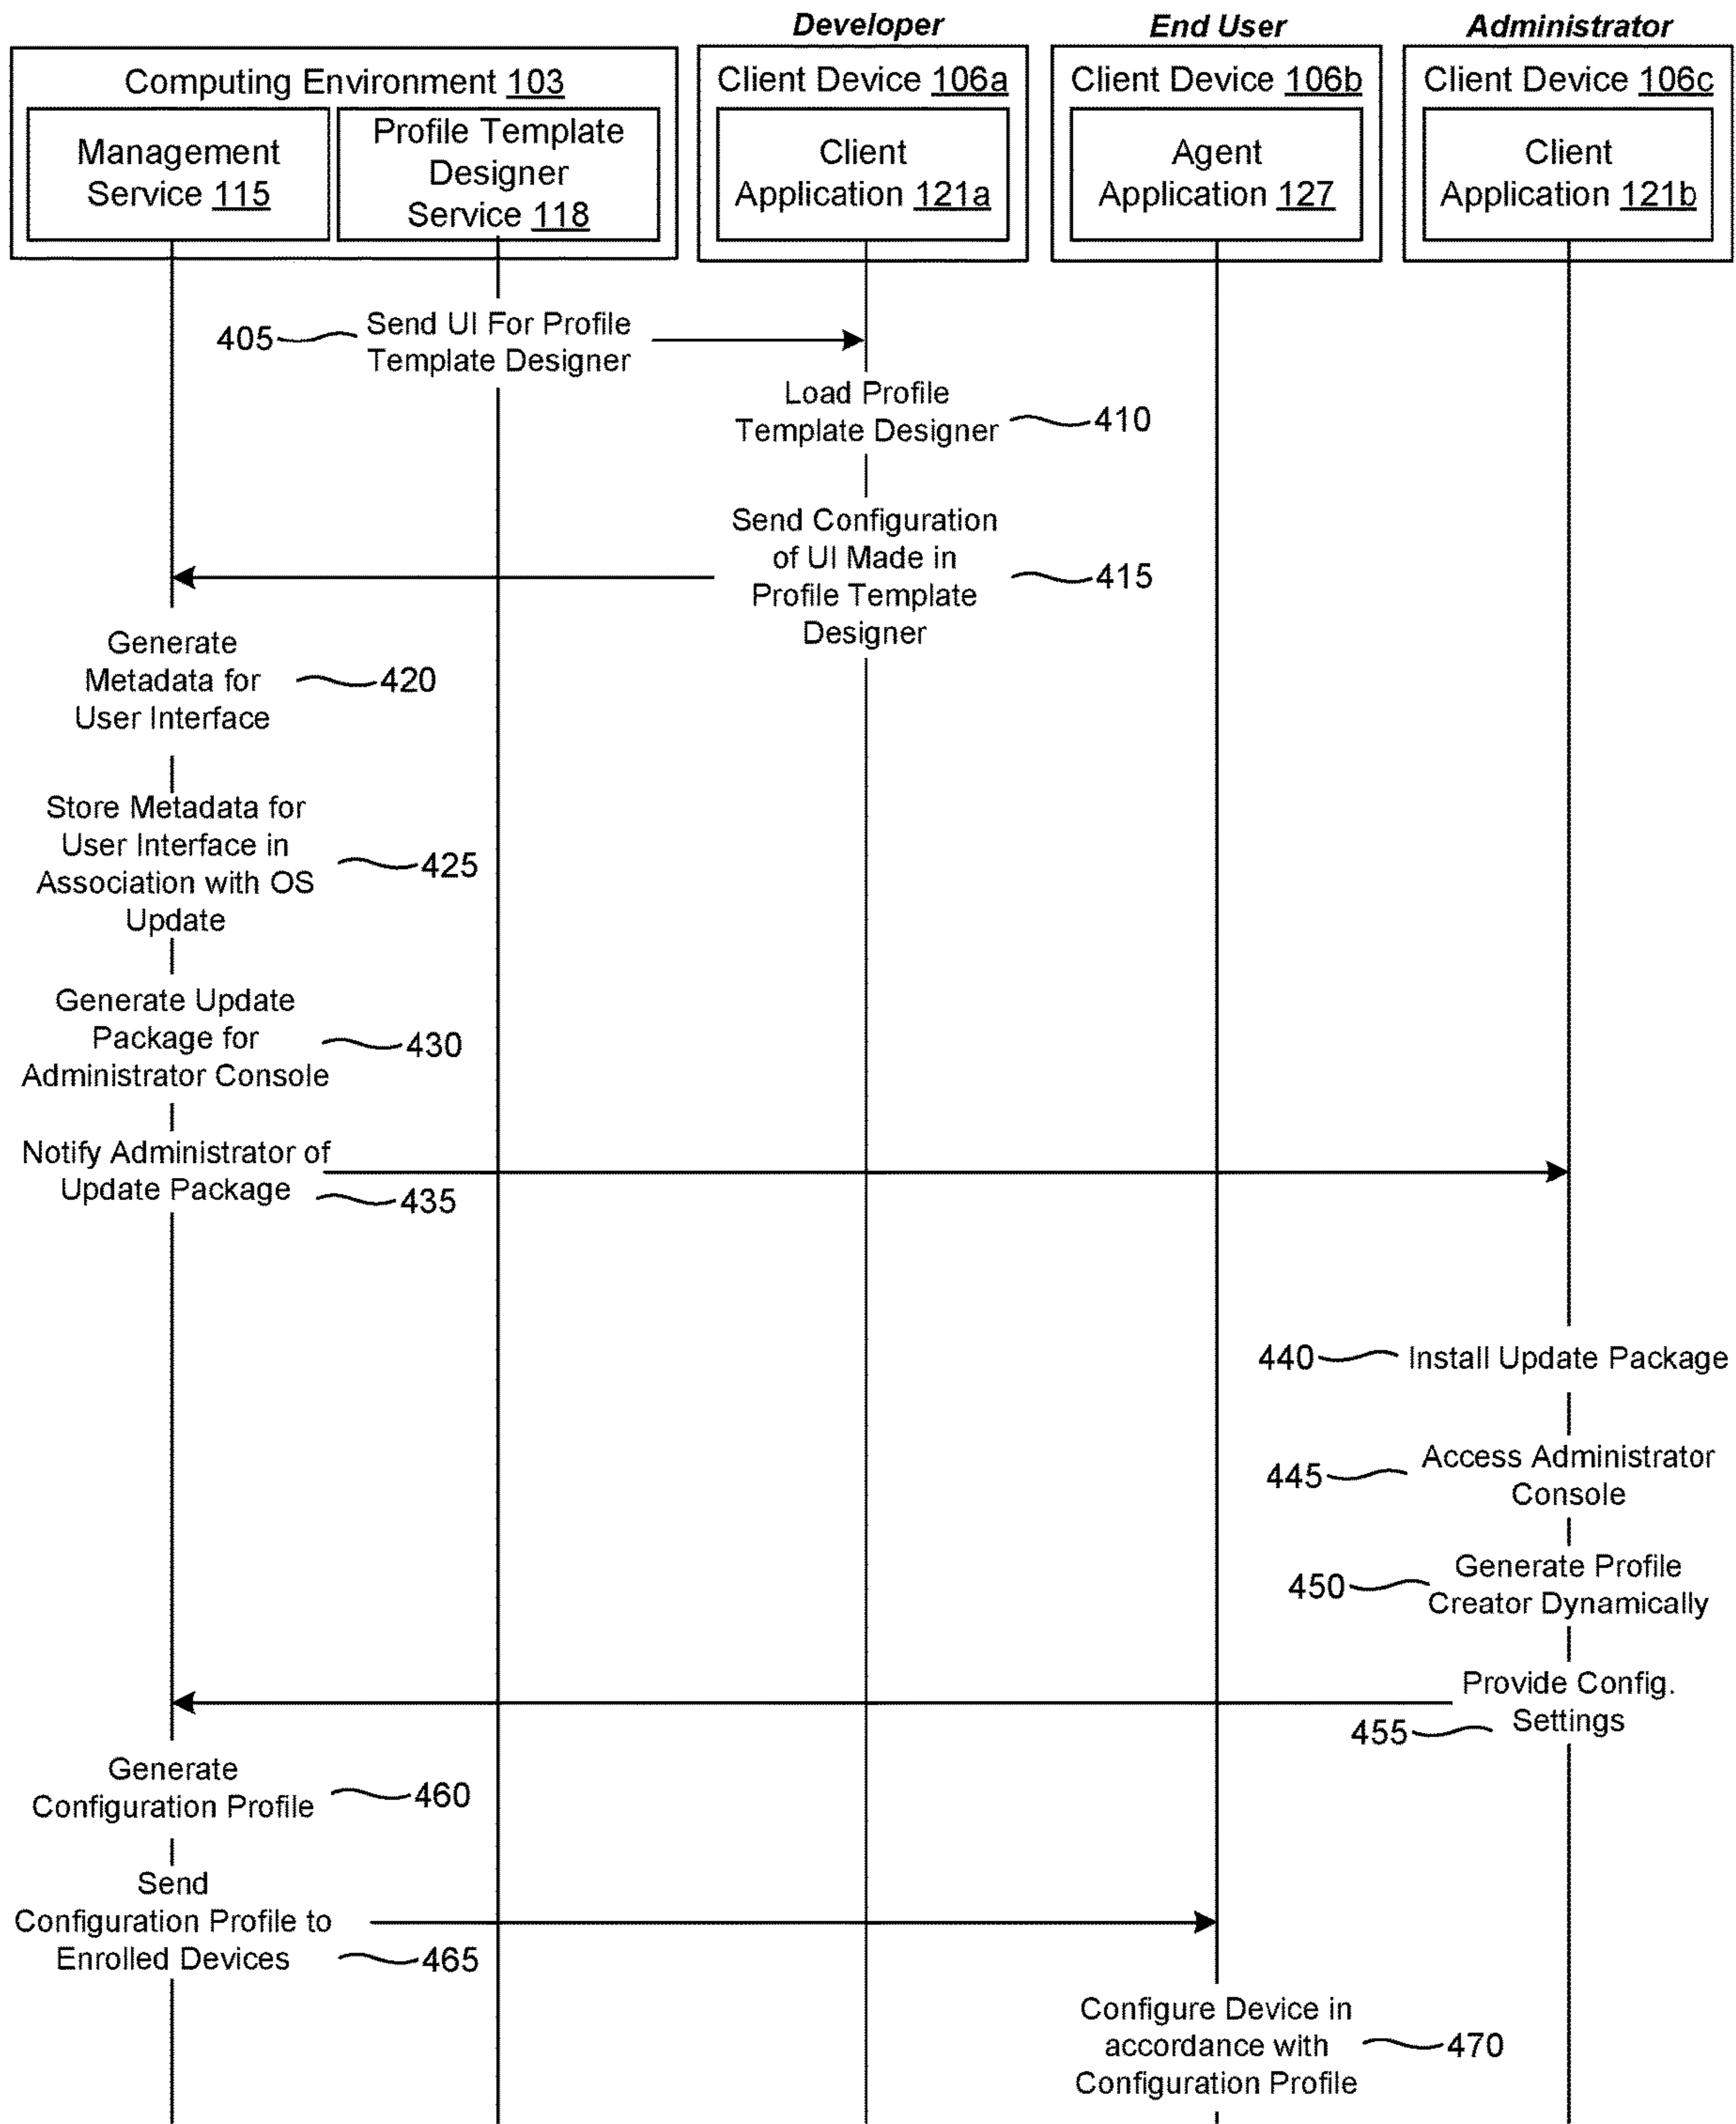 Developer
End User
Administrator
Computing Environment 103
Client Device 106a
Client Device 106b
Client Device 106c
Management
Service 115
Profile Template
Designer
Service 118
Client
Application 121a
Agent
Application 127
Client
Application 121b
405
Send UI For Profile
Template Designer
Load Profile
Template Designer
410
Send Configuration
of UI Made in
Profile Template
Designer
415
Generate
Metadata for
User Interface
420
Store Metadata for
User Interface in
Association with OS
Update
425
Generate Update
Package for
Administrator Console
430
Notify Administrator of
Update Package
435
440
Install Update Package
445
Access Administrator
Console
450
Generate Profile
Creator Dynamically
Provide Config.
Settings
455
Generate
Configuration Profile
460
Send
Configuration Profile to
Enrolled Devices
465
Configure Device in
accordance with
Configuration Profile
470